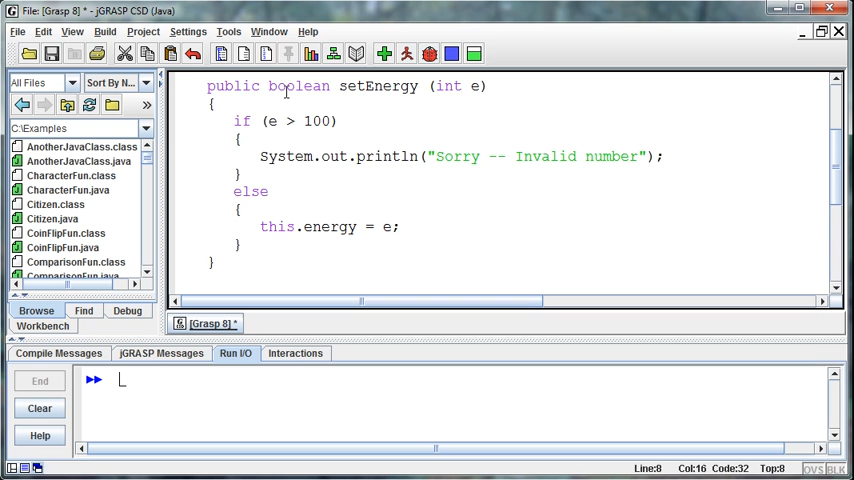 File: [Grasp 8] * - jGRASP CSD (Java)
File Edit View Build Project Settings Tools Window Help
All Files Sort By N...
C:\Examples
AnotherJavaClass.class
AnotherJavaClass.java
CharacterFun.class
CharacterFun.java
Citizen.class
Citizen.java
CoinFlipFun.class
CoinFlipFun.java
ComparisonFun.class
ComparisonFun.java
Browse Find Debug
Workbench
public boolean setEnergy (int e)
{
if (e > 100)
{
System.out.println("Sorry -- Invalid number");
}
else
{
this.energy = e;
}
}
[Grasp 8] *
Compile Messages jGRASP Messages Run I/O Interactions
End
Clear
Help
Line:8 Col:16 Code:32 Top:8 OVS BLK